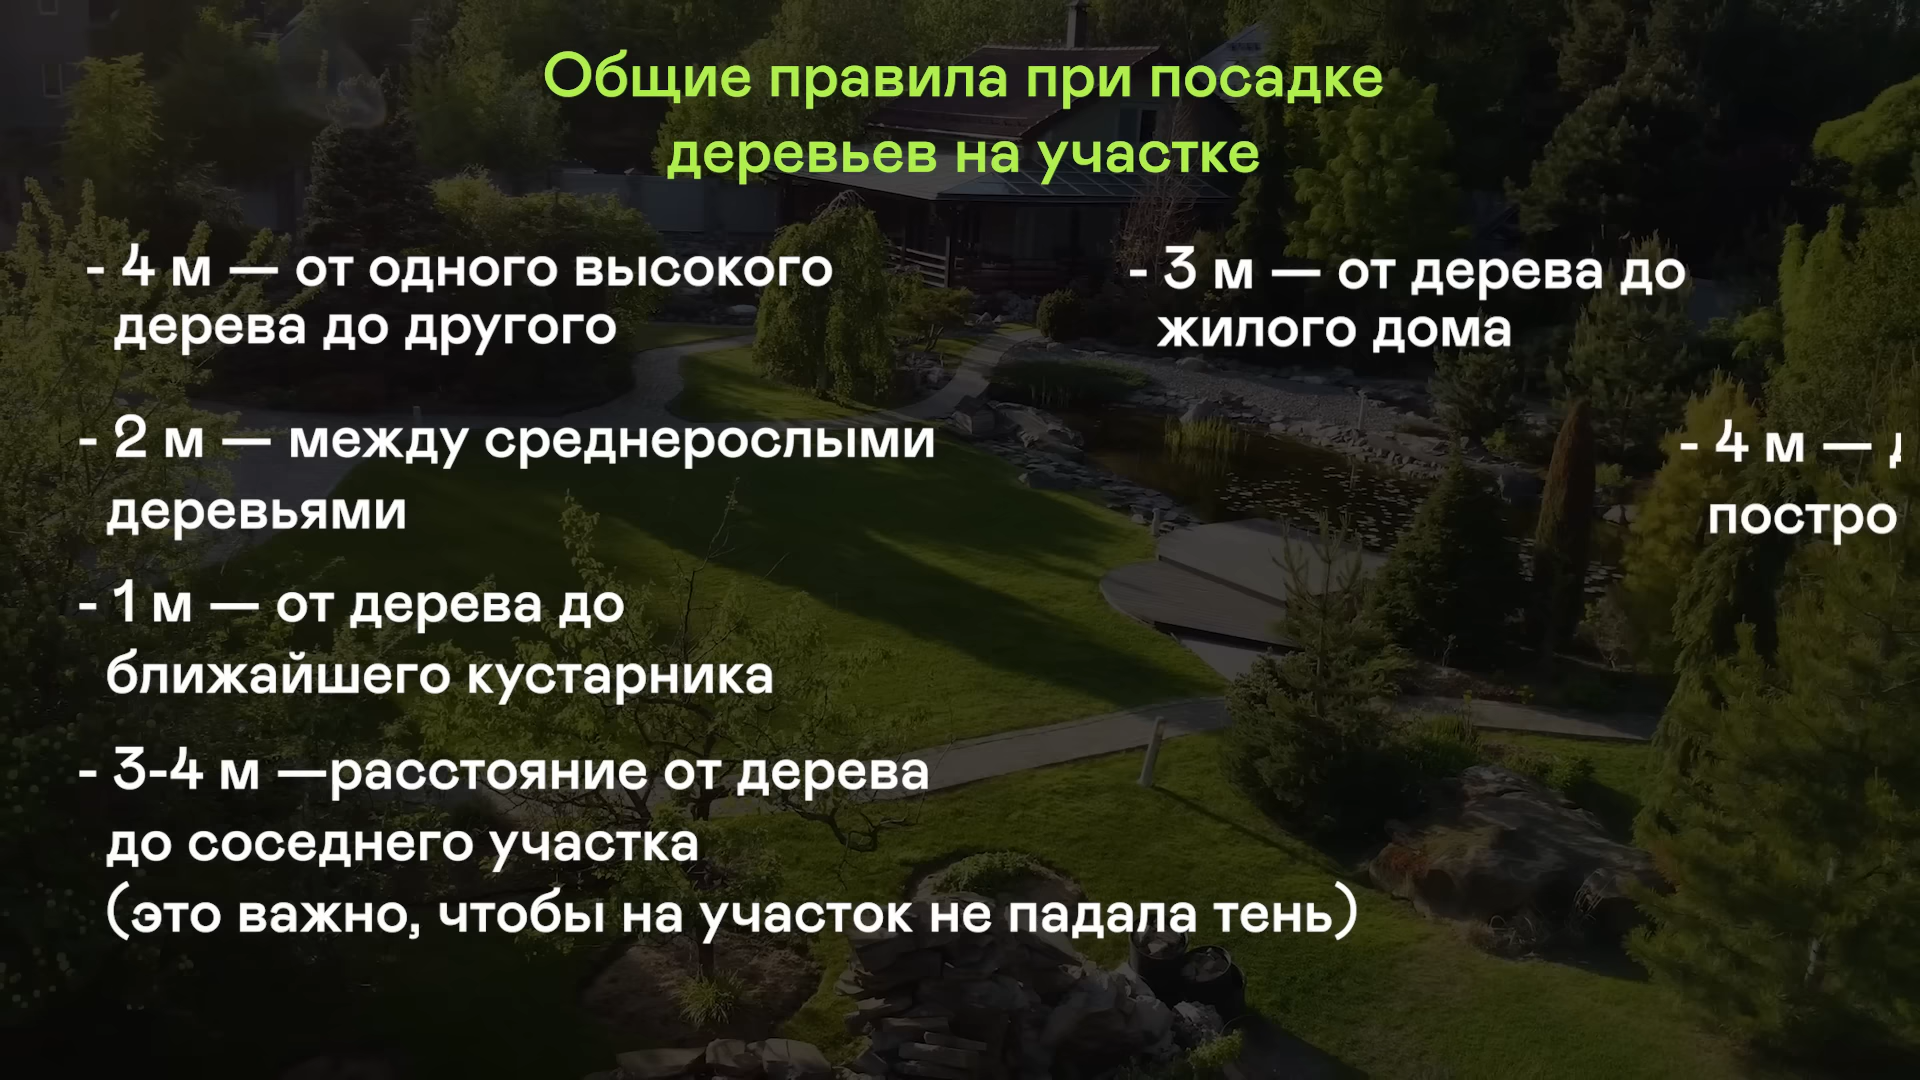 Общие правила при посадке
деревьев на участке
- 4 м — от одного высокого
дерева до другого
- 2 м — между среднерослыми
деревьями
- 1 м — от дерева до
ближайшего кустарника
- 3-4 м —расстояние от дерева
до соседнего участка
(это важно, чтобы на участок не падала тень)
- 3 м — от дерева до
жилого дома
- 4 м —
постро